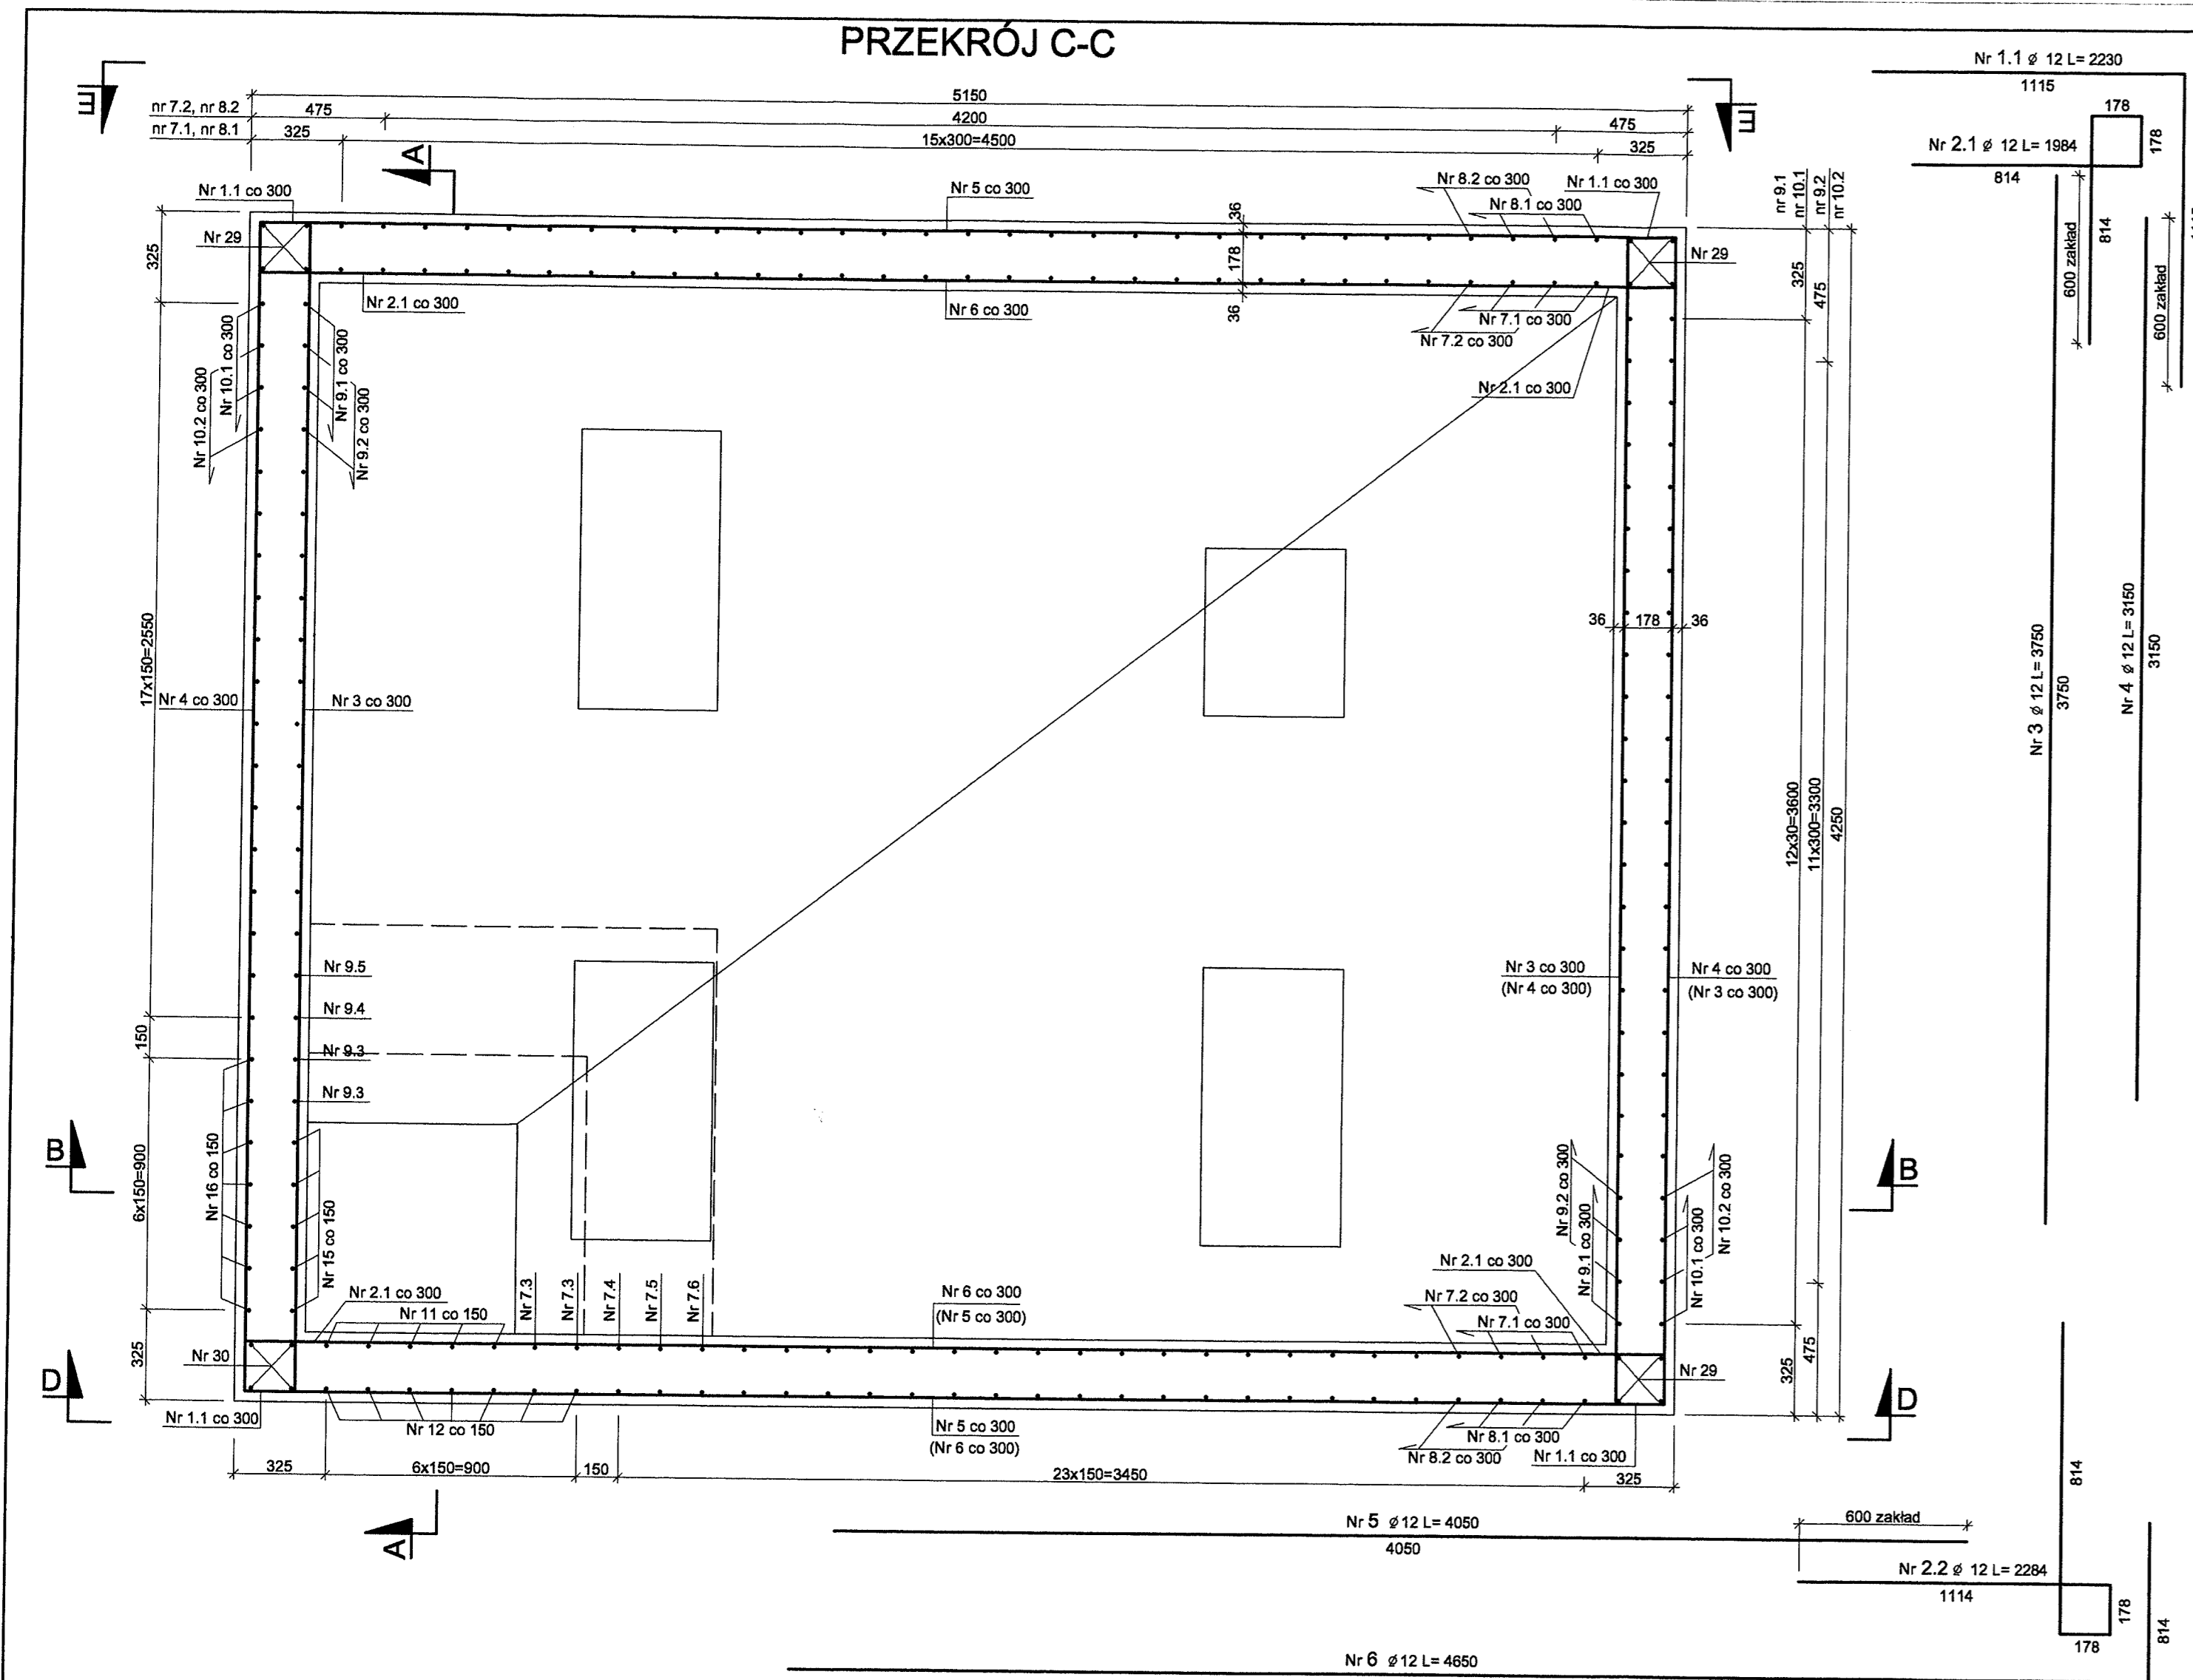 PRZEKRÓJ C-C
Nr 1.1 ø 12 L= 2230
1115
E
E
5150
nr 7.2, nr 8.2
475
4200
475
nr 7.1, nr 8.1
325
15x300=4500
325
A
178
178
Nr 2.1 ø 12 L= 1984
814
600 zakład
814
600 zakład
Nr 1.1 co 300
Nr 5 co 300
Nr 8.2 co 300
Nr 1.1 co 300
Nr 8.1 co 300
nr 9.1
nr 10.1
nr 9.2
nr 10.2
325
Nr 29
36
178
36
Nr 29
325
475
Nr 2.1 co 300
Nr 6 co 300
Nr 7.1 co 300
Nr 7.2 co 300
Nr 2.1 co 300
Nr 10.2 co 300
Nr 10.1 co 300
Nr 9.1 co 300
Nr 9.2 co 300
36
178
36
17x150=2550
Nr 4 co 300
Nr 3 co 300
Nr 3 ø 12 L= 3750
3750
Nr 4 ø 12 L= 3150
3150
12x30=3600
11x300=3300
4250
Nr 9.5
Nr 9.4
Nr 9.3
Nr 9.3
Nr 3 co 300
(Nr 4 co 300)
Nr 4 co 300
(Nr 3 co 300)
150
6x150=900
B
Nr 16 co 150
Nr 15 co 150
Nr 9.2 co 300
Nr 9.1 co 300
Nr 10.1 co 300
Nr 10.2 co 300
B
Nr 2.1 co 300
Nr 11 co 150
Nr 7.3
Nr 7.3
Nr 7.4
Nr 7.5
Nr 7.6
Nr 6 co 300
(Nr 5 co 300)
Nr 2.1 co 300
Nr 7.2 co 300
Nr 7.1 co 300
325
475
325
Nr 30
Nr 29
D
D
Nr 1.1 co 300
Nr 12 co 150
Nr 5 co 300
(Nr 6 co 300)
Nr 8.1 co 300
Nr 8.2 co 300
Nr 1.1 co 300
325
6x150=900
150
23x150=3450
325
A
814
Nr 5 ø 12 L= 4050
4050
600 zakład
Nr 2.2 ø 12 L= 2284
1114
178
178
814
Nr 6 ø 12 L= 4650